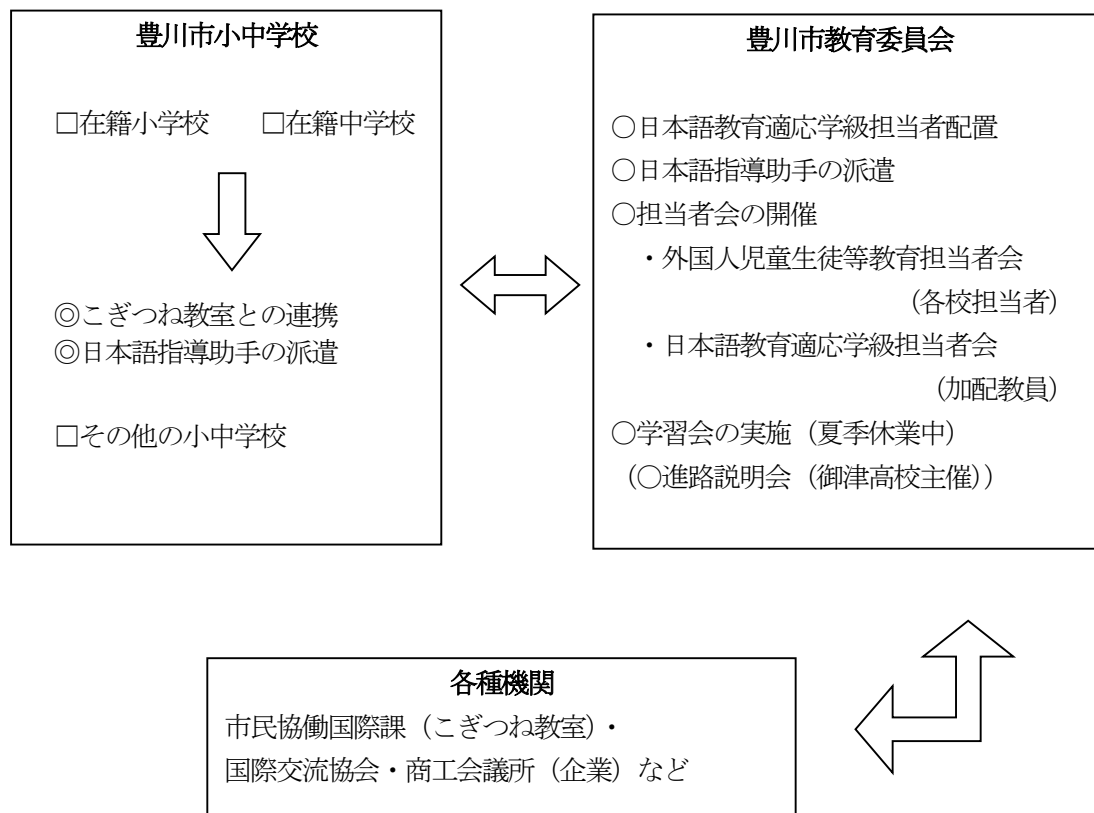 豊川市小中学校
□在籍小学校　□在籍中学校
◎こぎつね教室との連携
◎日本語指導助手の派遣
□その他の小中学校
豊川市教育委員会
○日本語教育適応学級担当者配置
○日本語指導助手の派遣
○担当者会の開催
・外国人児童生徒等教育担当者会
（各校担当者）
・日本語教育適応学級担当者会
（加配教員）
○学習会の実施（夏季休業中）
（○進路説明会（御津高校主催））
各種機関
市民協働国際課（こぎつね教室）・
国際交流協会・商工会議所（企業）など